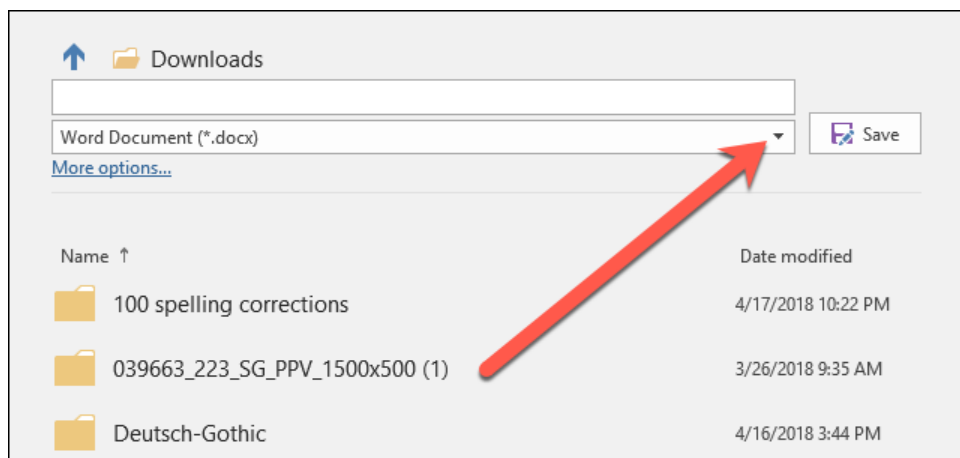 Downloads
Word Document (*.docx)
Save
More options...
Name ↑ Date modified
100 spelling corrections 4/17/2018 10:22 PM
039663_223_SG_PPV_1500x500 (1) 3/26/2018 9:35 AM
Deutsch-Gothic 4/16/2018 3:44 PM